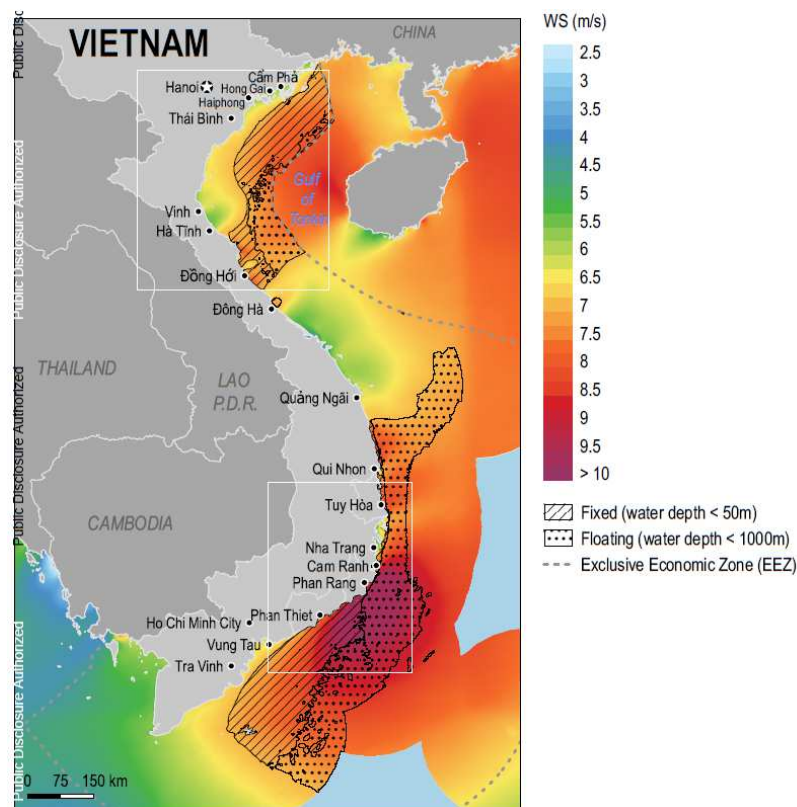 Public Disclosure Authorized
Public Disclosure Authorized
Public Disclosure Authorized
Public Disc
VIETNAM
CHINA
Hanoi
Cẩm Phả
Hong Gai
Haiphong
Thái Bình
Gulf
of
Tonkin
Vinh
Hà Tĩnh
Đồng Hới
Đông Hà
THAILAND
LAO
P.D.R.
Quảng Ngãi
Qui Nhon
Tuy Hòa
CAMBODIA
Nha Trang
Cam Ranh
Phan Rang
Phan Thiet
Ho Chi Minh City
Vung Tau
Tra Vinh
0 75 150 km
WS (m/s)
2.5
3
3.5
4
4.5
5
5.5
6
6.5
7
7.5
8
8.5
9
9.5
> 10
Fixed (water depth < 50m)
Floating (water depth < 1000m)
Exclusive Economic Zone (EEZ)